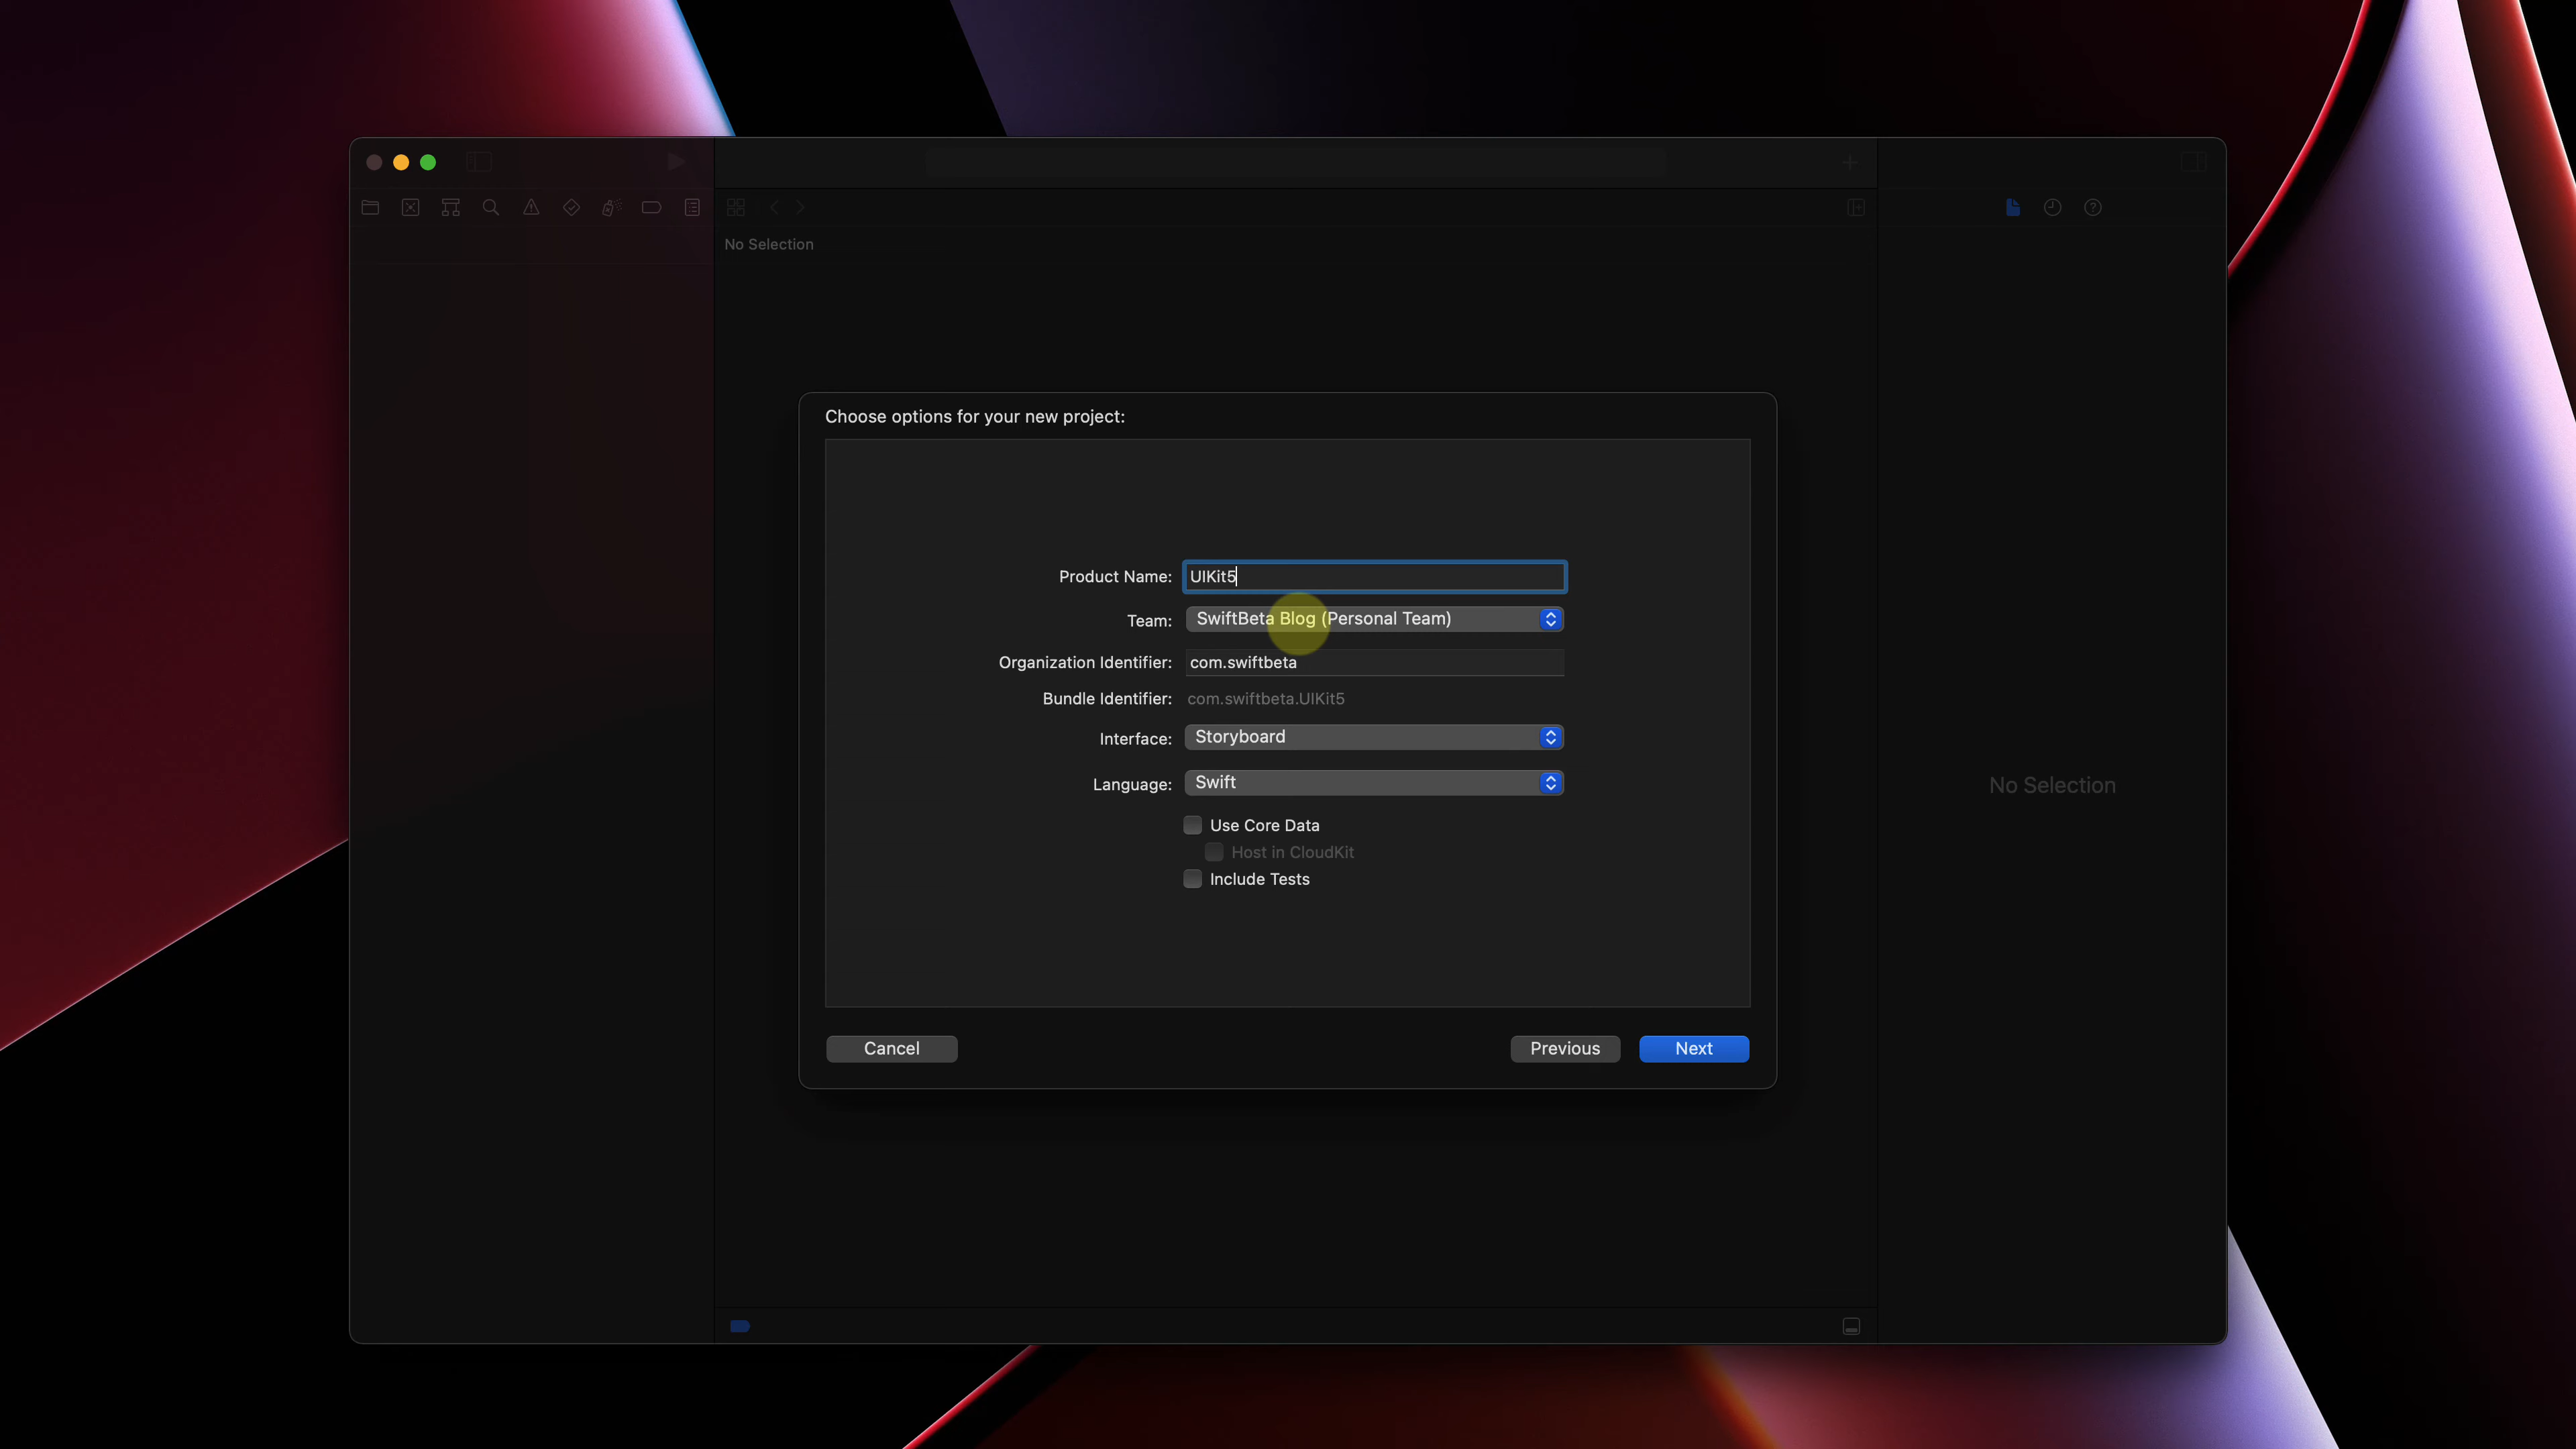 No Selection
Choose options for your new project:
Product Name: UIKit5
Team: SwiftBeta Blog (Personal Team)
Organization Identifier: com.swiftbeta
Bundle Identifier: com.swiftbeta.UIKit5
Interface: Storyboard
Language: Swift
Use Core Data
Host in CloudKit
Include Tests
No Selection
Cancel
Previous
Next